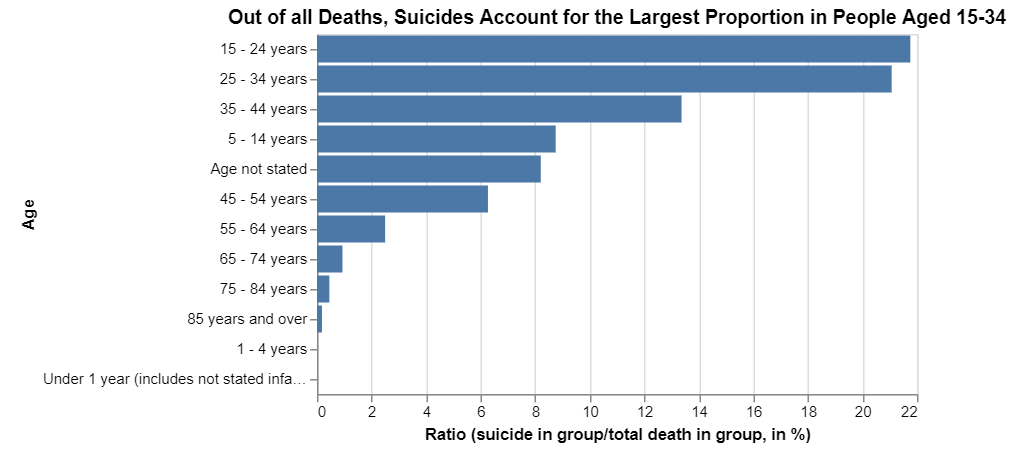 Out of all Deaths, Suicides Account for the Largest Proportion in People Aged 15-34
15 - 24 years
25 - 34 years
35 - 44 years
5 - 14 years
Age not stated
45 - 54 years
55 - 64 years
65 - 74 years
75 - 84 years
85 years and over
1 - 4 years
Under 1 year (includes not stated infa…
Age
0 2 4 6 8 10 12 14 16 18 20 22
Ratio (suicide in group/total death in group, in %)